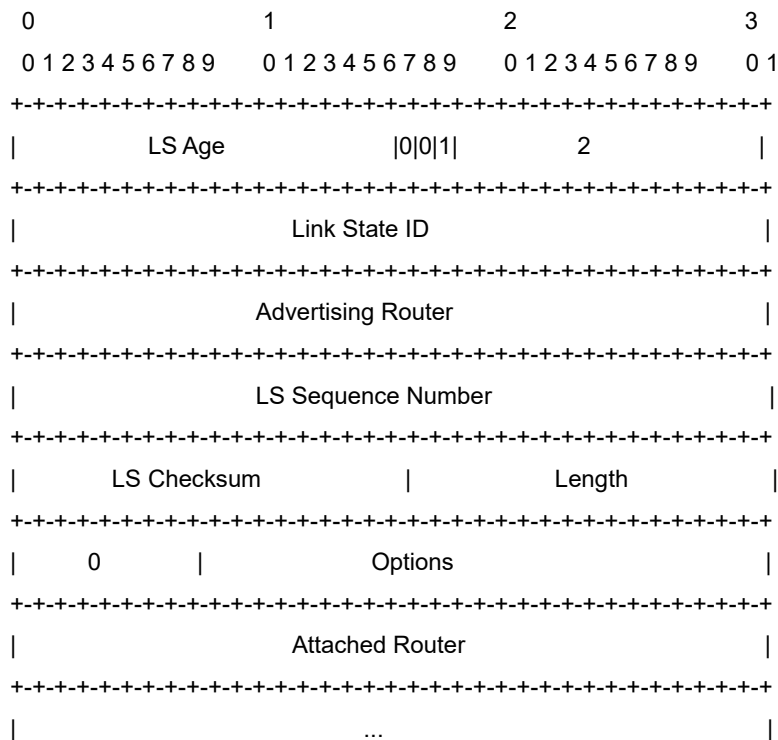 0 1 2 3
0 1 2 3 4 5 6 7 8 9 0 1 2 3 4 5 6 7 8 9 0 1 2 3 4 5 6 7 8 9 0 1
+-+-+-+-+-+-+-+-+-+-+-+-+-+-+-+-+-+-+-+-+-+-+-+-+-+-+-+-+-+-+-+-+
| LS Age |0|0|1| 2 |
+-+-+-+-+-+-+-+-+-+-+-+-+-+-+-+-+-+-+-+-+-+-+-+-+-+-+-+-+-+-+-+-+
| Link State ID |
+-+-+-+-+-+-+-+-+-+-+-+-+-+-+-+-+-+-+-+-+-+-+-+-+-+-+-+-+-+-+-+-+
| Advertising Router |
+-+-+-+-+-+-+-+-+-+-+-+-+-+-+-+-+-+-+-+-+-+-+-+-+-+-+-+-+-+-+-+-+
| LS Sequence Number |
+-+-+-+-+-+-+-+-+-+-+-+-+-+-+-+-+-+-+-+-+-+-+-+-+-+-+-+-+-+-+-+-+
| LS Checksum | Length |
+-+-+-+-+-+-+-+-+-+-+-+-+-+-+-+-+-+-+-+-+-+-+-+-+-+-+-+-+-+-+-+-+
| 0 | Options |
+-+-+-+-+-+-+-+-+-+-+-+-+-+-+-+-+-+-+-+-+-+-+-+-+-+-+-+-+-+-+-+-+
| Attached Router |
+-+-+-+-+-+-+-+-+-+-+-+-+-+-+-+-+-+-+-+-+-+-+-+-+-+-+-+-+-+-+-+-+
| ... |